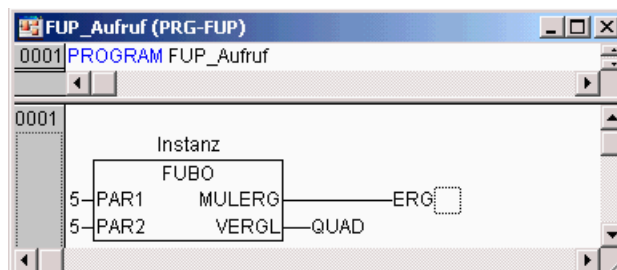 FUP_Aufruf (PRG-FUP)
0001 PROGRAM FUP_Aufruf
0001
Instanz
FUBO
5 PAR1 MULERG ERG
5 PAR2 VERGL QUAD